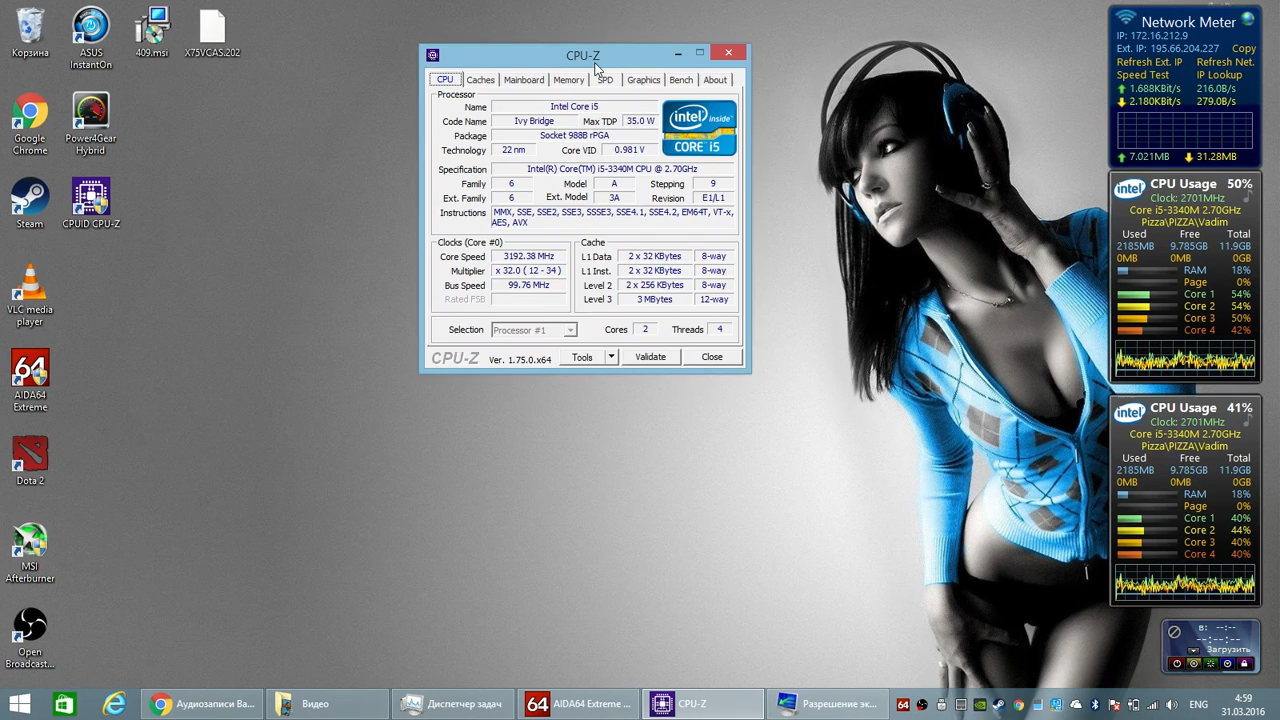 Корзина
ASUS
InstantOn
409.msi
X75VCAS.202
Google
Chrome
Power4Gear
Hybrid
Steam
CPUID CPU-Z
VLC media
player
64
AIDA64
Extreme
Dota 2
MSI
Afterburner
Open
Broadcast...
CPU-Z
CPU Caches Mainboard Memory SPD Graphics Bench About
Processor
Name Intel Core i5
Code Name Ivy Bridge Max TDP 35.0 W
Package Socket 988B rPGA
Technology 22 nm Core VID 0.981 V
intel inside
CORE i5
Specification Intel(R) Core(TM) i5-3340M CPU @ 2.70GHz
Family 6 Model A Stepping 9
Ext. Family 6 Ext. Model 3A Revision E1/L1
Instructions MMX, SSE, SSE2, SSE3, SSSE3, SSE4.1, SSE4.2, EM64T, VT-x,
AES, AVX
Clocks (Core #0)
Core Speed 3192.38 MHz
Multiplier x 32.0 ( 12 - 34 )
Bus Speed 99.76 MHz
Rated FSB
Cache
L1 Data 2 x 32 KBytes 8-way
L1 Inst. 2 x 32 KBytes 8-way
Level 2 2 x 256 KBytes 8-way
Level 3 3 MBytes 12-way
Selection Processor #1 Cores 2 Threads 4
CPU-Z Ver. 1.75.0.x64 Tools Validate Close
Network Meter
IP: 172.16.212.9
Ext. IP: 195.66.204.227 Copy
Refresh Ext. IP Refresh Net.
Speed Test IP Lookup
1.688KBit/s 216.0B/s
2.180KBit/s 279.0B/s
7.021MB 31.28MB
intel CPU Usage 50%
Clock: 2701MHz
Core i5-3340M 2.70GHz
Pizza\PIZZA\Vadim
Used Free Total
2185MB 9.785GB 11.9GB
0MB 0MB 0GB
RAM 18%
Page 0%
Core 1 54%
Core 2 54%
Core 3 50%
Core 4 42%
intel CPU Usage 41%
Clock: 2701MHz
Core i5-3340M 2.70GHz
Pizza\PIZZA\Vadim
Used Free Total
2185MB 9.785GB 11.9GB
0MB 0MB 0GB
RAM 18%
Page 0%
Core 1 40%
Core 2 44%
Core 3 40%
Core 4 40%
В: --:--
--:--:--
Загрузить
Аудиозаписи Ва...
Видео
Диспетчер задач
64 AIDA64 Extreme ...
CPU-Z
Разрешение эк...
64
ENG
4:59
31.03.2016